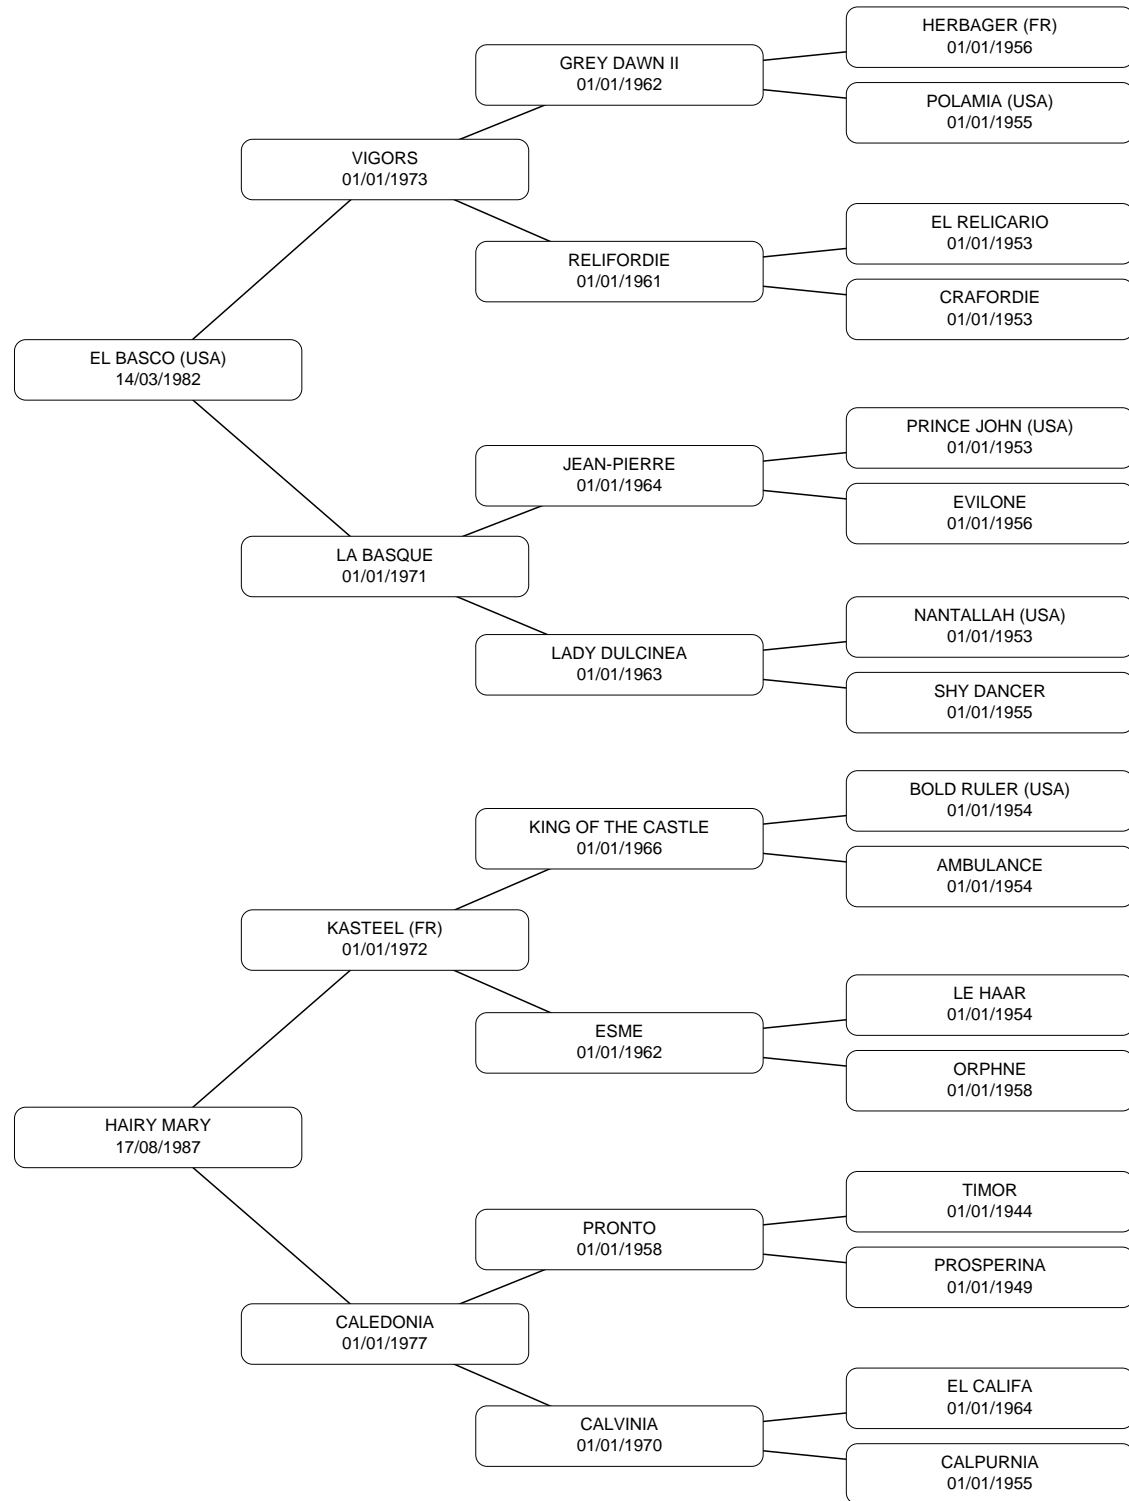 HERBAGER (FR)
01/01/1956
GREY DAWN II
01/01/1962
POLAMIA (USA)
01/01/1955
VIGORS
01/01/1973
EL RELICARIO
01/01/1953
RELIFORDIE
01/01/1961
CRAFORDIE
01/01/1953
EL BASCO (USA)
14/03/1982
PRINCE JOHN (USA)
01/01/1953
JEAN-PIERRE
01/01/1964
EVILONE
01/01/1956
LA BASQUE
01/01/1971
NANTALLAH (USA)
01/01/1953
LADY DULCINEA
01/01/1963
SHY DANCER
01/01/1955
BOLD RULER (USA)
01/01/1954
KING OF THE CASTLE
01/01/1966
AMBULANCE
01/01/1954
KASTEEL (FR)
01/01/1972
LE HAAR
01/01/1954
ESME
01/01/1962
ORPHNE
01/01/1958
HAIRY MARY
17/08/1987
TIMOR
01/01/1944
PRONTO
01/01/1958
PROSPERINA
01/01/1949
CALEDONIA
01/01/1977
EL CALIFA
01/01/1964
CALVINIA
01/01/1970
CALPURNIA
01/01/1955